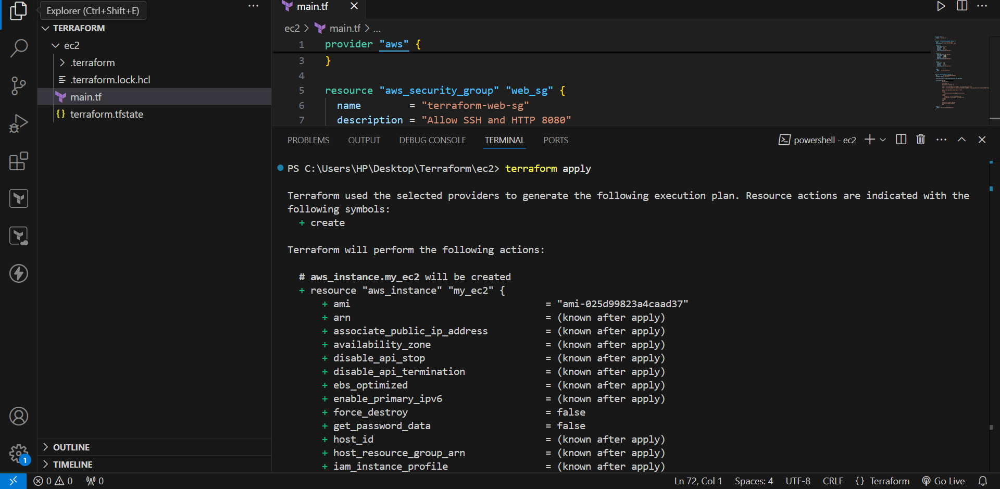 Explorer (Ctrl+Shift+E)
TERRAFORM
ec2
.terraform
.terraform.lock.hcl
main.tf
terraform.tfstate
OUTLINE
TIMELINE
1
main.tf
ec2 > main.tf > ...
1 provider "aws" {
3 }
4
5 resource "aws_security_group" "web_sg" {
6 name = "terraform-web-sg"
7 description = "Allow SSH and HTTP 8080"
PROBLEMS OUTPUT DEBUG CONSOLE TERMINAL PORTS
powershell - ec2
PS C:\Users\HP\Desktop\Terraform\ec2> terraform apply
Terraform used the selected providers to generate the following execution plan. Resource actions are indicated with the
following symbols:
+ create
Terraform will perform the following actions:
# aws_instance.my_ec2 will be created
+ resource "aws_instance" "my_ec2" {
+ ami = "ami-025d99823a4caad37"
+ arn = (known after apply)
+ associate_public_ip_address = (known after apply)
+ availability_zone = (known after apply)
+ disable_api_stop = (known after apply)
+ disable_api_termination = (known after apply)
+ ebs_optimized = (known after apply)
+ enable_primary_ipv6 = (known after apply)
+ force_destroy = false
+ get_password_data = false
+ host_id = (known after apply)
+ host_resource_group_arn = (known after apply)
+ iam_instance_profile = (known after apply)
0 0 0 Ln 72, Col 1 Spaces: 4 UTF-8 CRLF {} Terraform Go Live